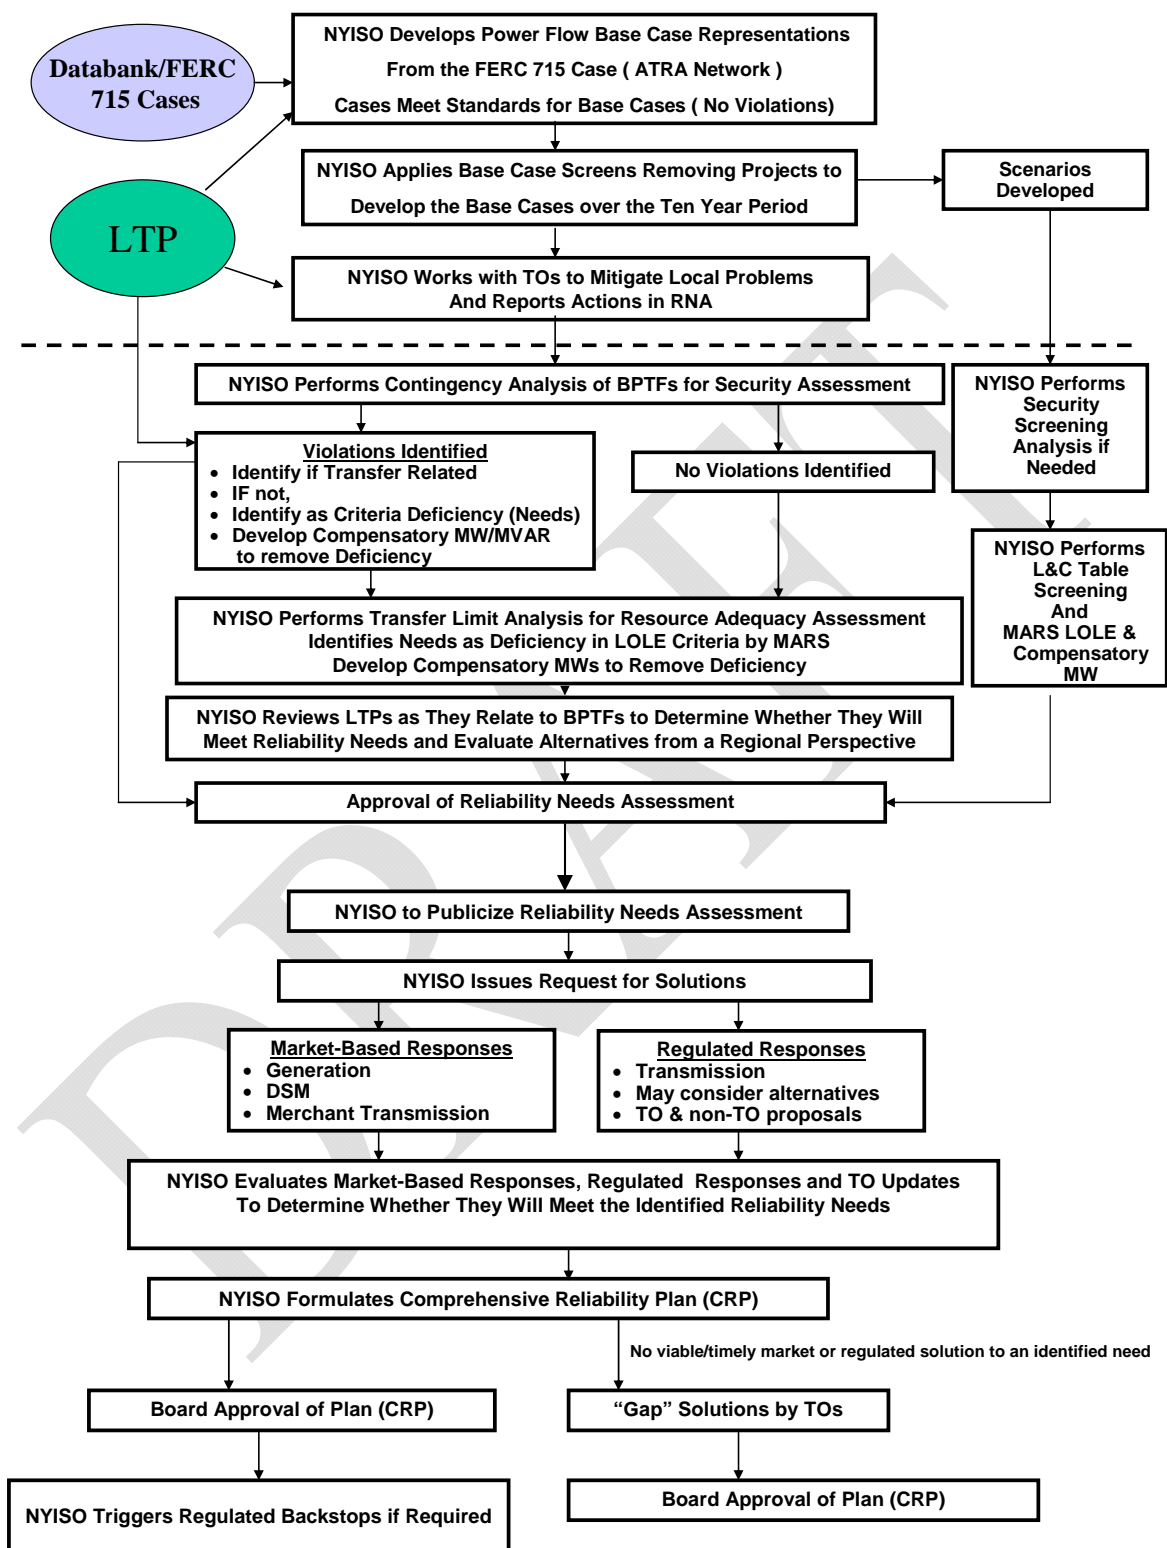 Databank/FERC
715 Cases
NYISO Develops Power Flow Base Case Representations
From the FERC 715 Case ( ATRA Network )
Cases Meet Standards for Base Cases ( No Violations)
LTP
NYISO Applies Base Case Screens Removing Projects to
Develop the Base Cases over the Ten Year Period
Scenarios
Developed
NYISO Works with TOs to Mitigate Local Problems
And Reports Actions in RNA
NYISO Performs Contingency Analysis of BPTFs for Security Assessment
NYISO Performs
Security
Screening
Analysis if
Needed
Violations Identified
• Identify if Transfer Related
• IF not,
• Identify as Criteria Deficiency (Needs)
• Develop Compensatory MW/MVAR
to remove Deficiency
No Violations Identified
NYISO Performs
L&C Table
Screening
And
MARS LOLE &
Compensatory
MW
NYISO Performs Transfer Limit Analysis for Resource Adequacy Assessment
Identifies Needs as Deficiency in LOLE Criteria by MARS
Develop Compensatory MWs to Remove Deficiency
NYISO Reviews LTPs as They Relate to BPTFs to Determine Whether They Will
Meet Reliability Needs and Evaluate Alternatives from a Regional Perspective
Approval of Reliability Needs Assessment
NYISO to Publicize Reliability Needs Assessment
NYISO Issues Request for Solutions
Market-Based Responses
• Generation
• DSM
• Merchant Transmission
Regulated Responses
• Transmission
• May consider alternatives
• TO & non-TO proposals
NYISO Evaluates Market-Based Responses, Regulated  Responses and TO Updates
To Determine Whether They Will Meet the Identified Reliability Needs
NYISO Formulates Comprehensive Reliability Plan (CRP)
No viable/timely market or regulated solution to an identified need
Board Approval of Plan (CRP)
“Gap” Solutions by TOs
NYISO Triggers Regulated Backstops if Required
Board Approval of Plan (CRP)
DRAFT